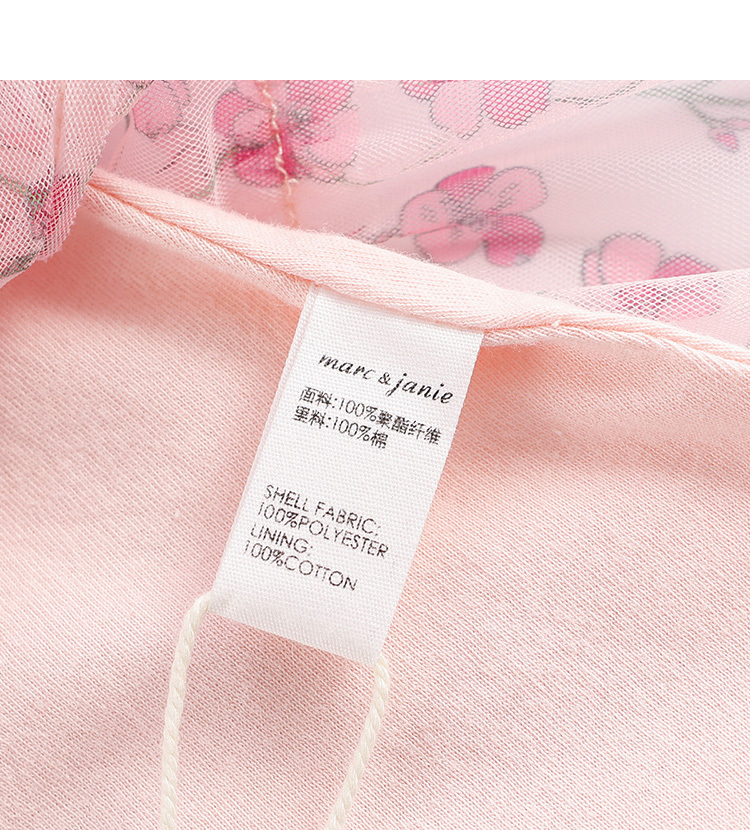 marc & janie
面料:100%聚酯纤维
里料:100%棉
SHELL FABRIC:
100%POLYESTER
LINING:
100%COTTON